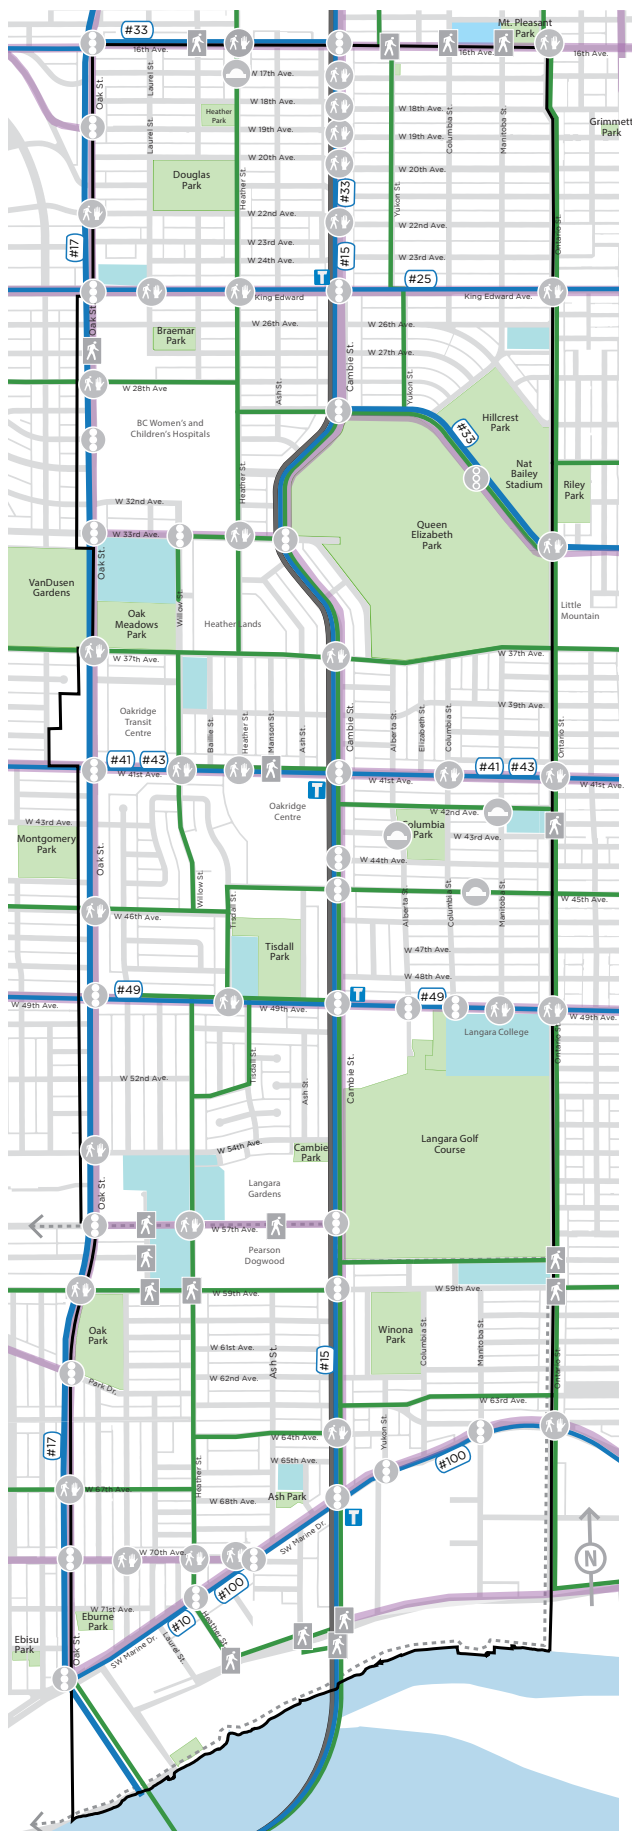 #33
Mt. Pleasant
Park
16th Ave.
16th Ave.
16th Ave.
Oak St.
Laurel St.
W 17th Ave.
W 18th Ave.
Heather
Park
W 18th Ave.
Columbia St.
Manitoba St.
Grimmett
Park
Laurel St.
W 19th Ave.
W 19th Ave.
W 20th Ave.
W 20th Ave.
Douglas
Park
Heather St.
#33
Yukon St.
W 22nd Ave.
W 22nd Ave.
Ontario St.
#17
W 23rd Ave.
#15
W 23rd Ave.
W 24th Ave.
T
#25
King Edward
King Edward Ave.
Oak St.
W 26th Ave.
W 26th Ave.
Braemar
Park
W 27th Ave.
Cambie St.
W 28th Ave
Ash St.
Yukon St.
BC Women's and
Children's Hospitals
Hillcrest
Park
#33
Heather St.
Nat
Bailey
Stadium
Riley
Park
W 32nd Ave.
W 33rd Ave.
Queen
Elizabeth
Park
Oak St.
VanDusen
Gardens
Willow St.
Oak
Meadows
Park
Heather Lands
Little
Mountain
W 37th Ave.
W 37th Ave.
Oakridge
Transit
Centre
Bailie St.
Heather St.
Manson St.
Ash St.
Cambie St.
Alberta St.
Elizabeth St.
Columbia St.
W 39th Ave.
Ontario St.
#41
#43
W 41st Ave.
#41
#43
W 41st Ave.
W 41st Ave.
T
Oakridge
Centre
W 42nd Ave.
W 43rd Ave.
Columbia
Park
W 43rd Ave.
Montgomery
Park
Oak St.
W 44th Ave.
Willow St.
Tisdall St.
Alberta St.
Columbia St.
Manitoba St.
W 45th Ave.
W 46th Ave.
Tisdall
Park
W 47th Ave.
W 48th Ave.
#49
T
#49
W 49th Ave.
W 49th Ave.
W 49th Ave.
Langara College
Ontario St.
Tisdall St.
Cambie St.
W 52nd Ave.
Ash St.
W 54th Ave.
Cambie
Park
Langara Golf
Course
Oak St.
Langara
Gardens
W 57th Ave.
Pearson
Dogwood
W 59th Ave.
W 59th Ave.
Oak
Park
Winona
Park
Columbia St.
Manitoba St.
W 61st Ave.
Ash St.
#15
W 62nd Ave.
Park Dr.
Ontario St.
W 63rd Ave.
#17
W 64th Ave.
Yukon St.
W 65th Ave.
#100
Heather St.
W 67th Ave.
Ash Park
W 68th Ave.
T
SW Marine Dr.
N
W 70th Ave.
#100
W 71st Ave.
Eburne
Park
#10
Heather St.
Ebisu
Park
Oak St.
SW Marine Dr.
Laurel St.